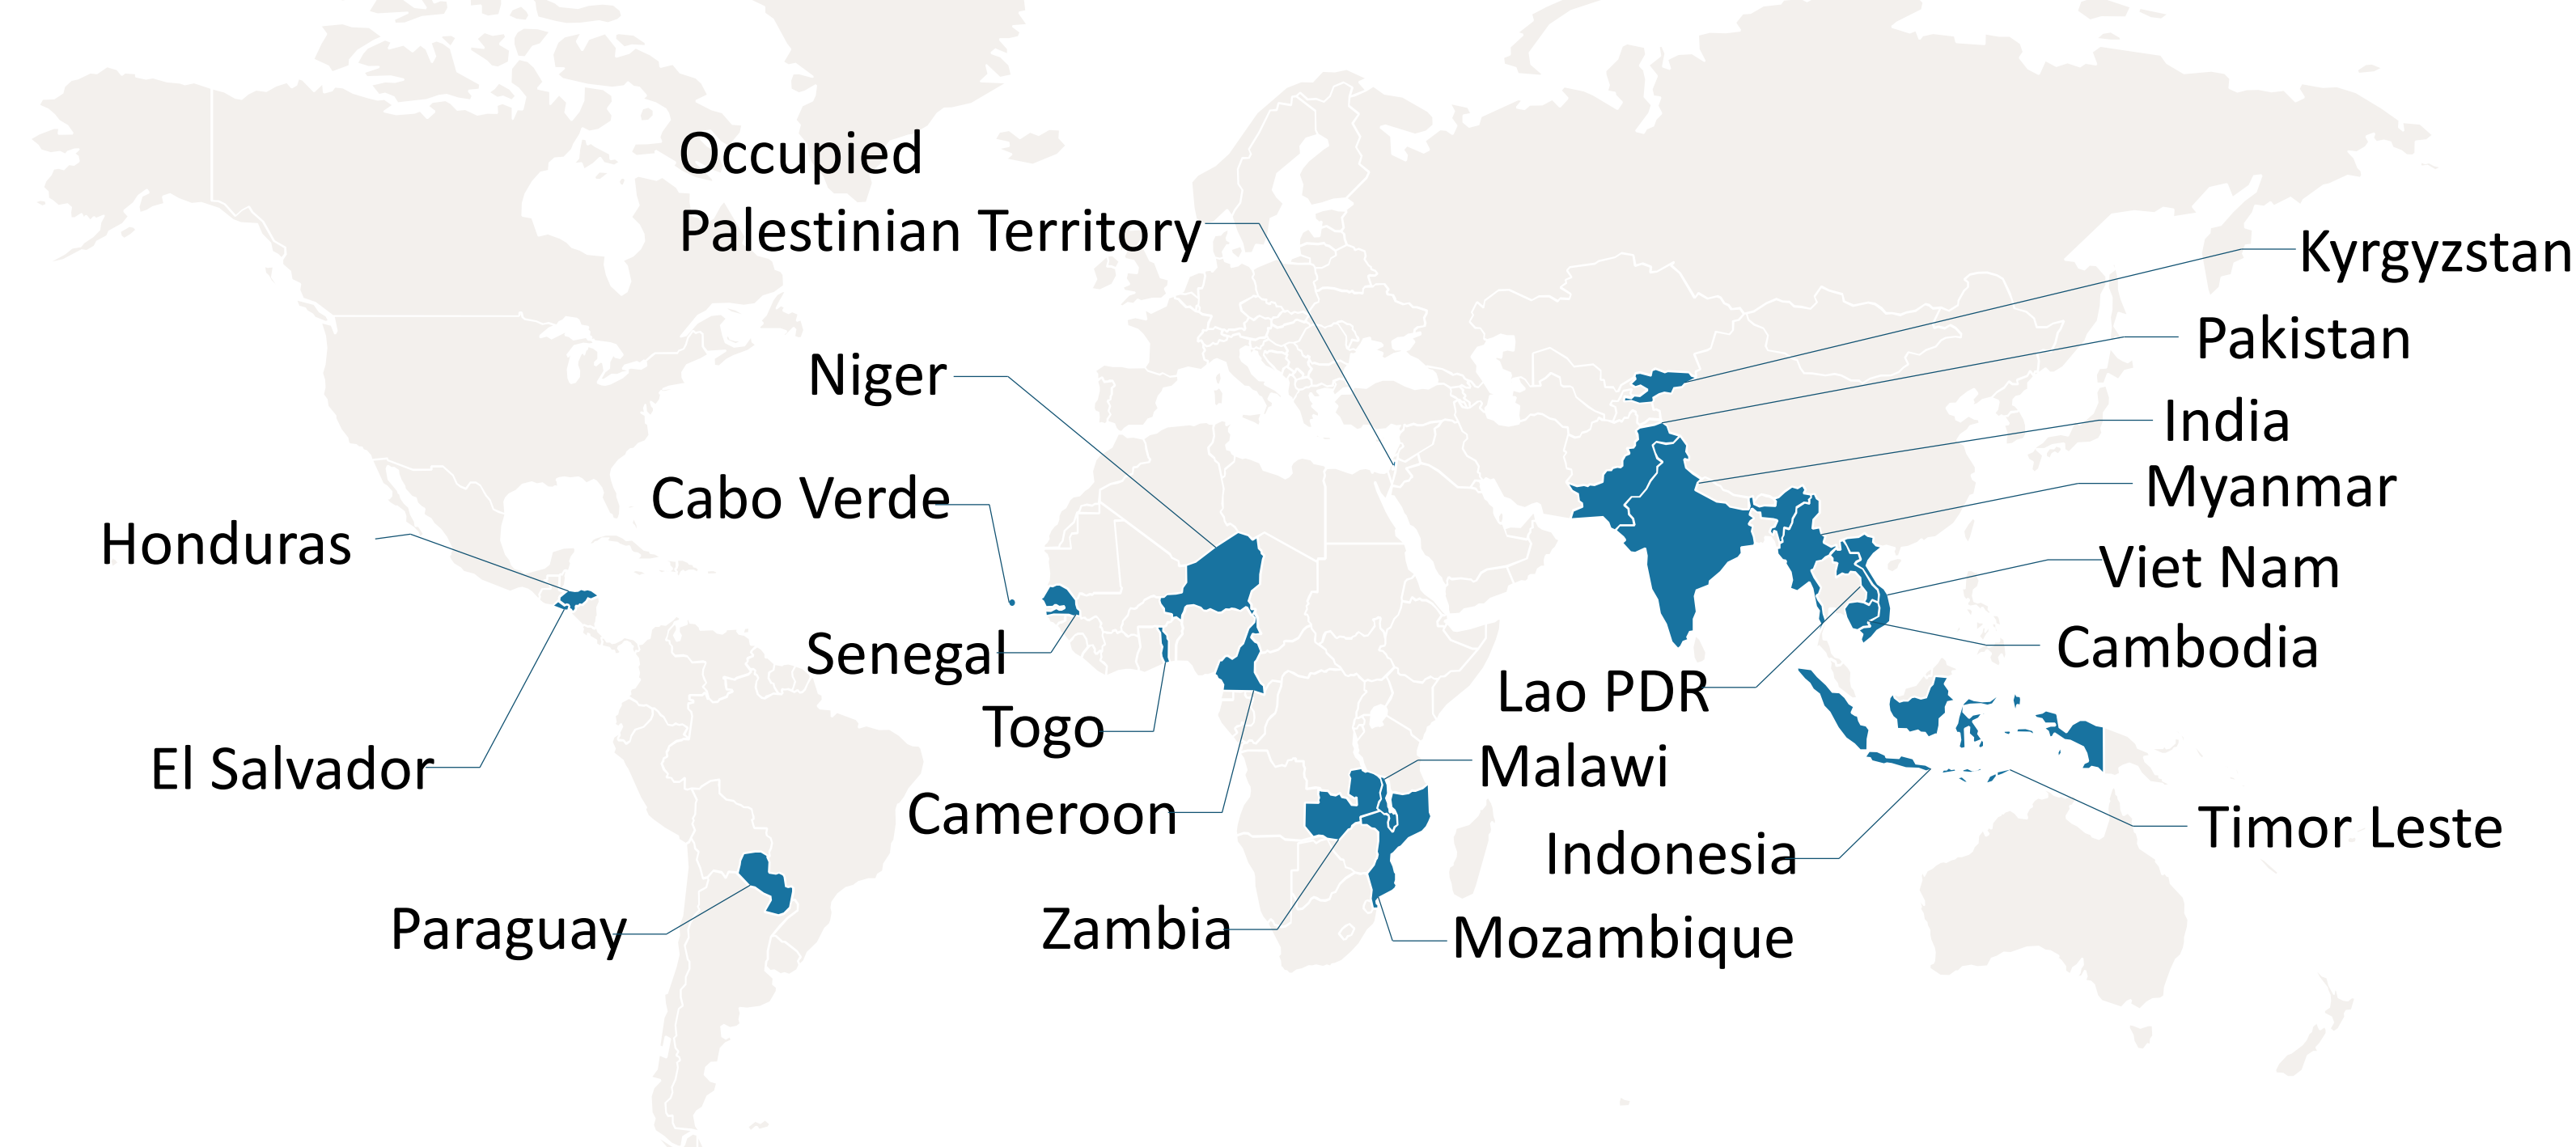 Occupied
Palestinian Territory
Kyrgyzstan
Pakistan
Niger
India
Myanmar
Cabo Verde
Honduras
Viet Nam
Cambodia
Senegal
Lao PDR
Togo
Malawi
El Salvador
Cameroon
Timor Leste
Indonesia
Paraguay
Zambia
Mozambique